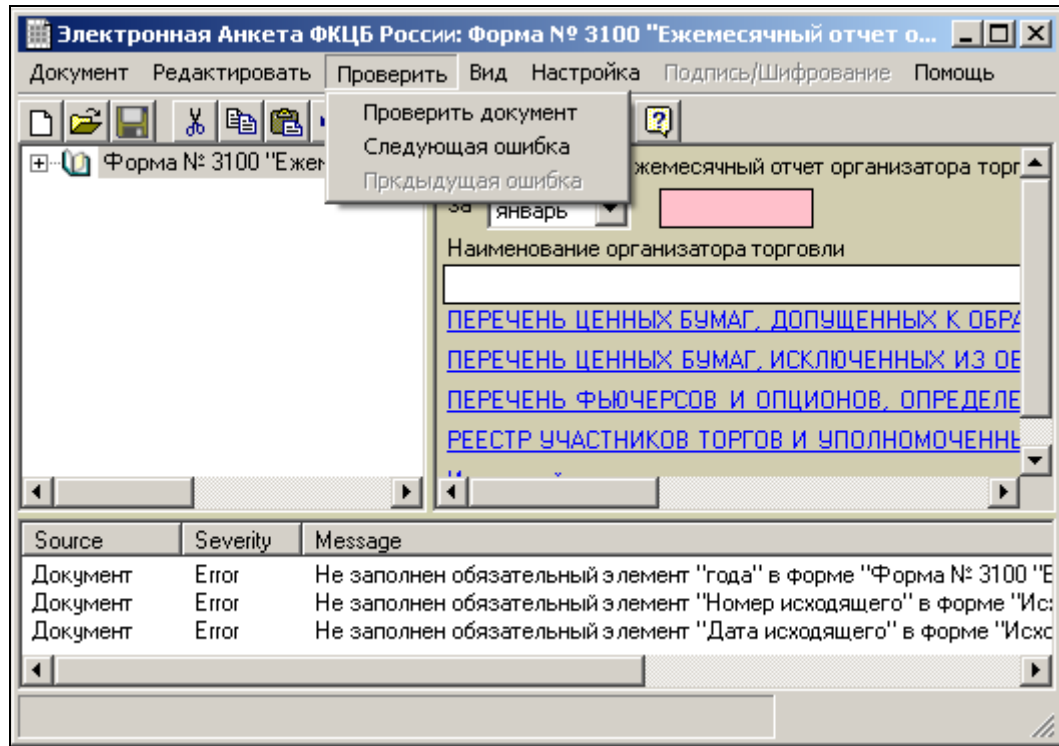 Электронная Анкета ФКЦБ России: Форма № 3100 "Ежемесячный отчет о...
Документ Редактировать Проверить Вид Настройка Подпись/Шифрование Помощь
Проверить документ
Следующая ошибка
Пркдыдущая ошибка
Форма № 3100 "Ежем
жемесячный отчет организатора торг
за январь
Наименование организатора торговли
ПЕРЕЧЕНЬ ЦЕННЫХ БУМАГ, ДОПУЩЕННЫХ К ОБРА
ПЕРЕЧЕНЬ ЦЕННЫХ БУМАГ, ИСКЛЮЧЕННЫХ ИЗ ОБ
ПЕРЕЧЕНЬ ФЬЮЧЕРСОВ И ОПЦИОНОВ, ОПРЕДЕЛЕ
РЕЕСТР УЧАСТНИКОВ ТОРГОВ И УПОЛНОМОЧЕННЫ
Source Severity Message
Документ Error Не заполнен обязательный элемент "года" в форме "Форма № 3100 "Е
Документ Error Не заполнен обязательный элемент "Номер исходящего" в форме "Исх
Документ Error Не заполнен обязательный элемент "Дата исходящего" в форме "Исхо